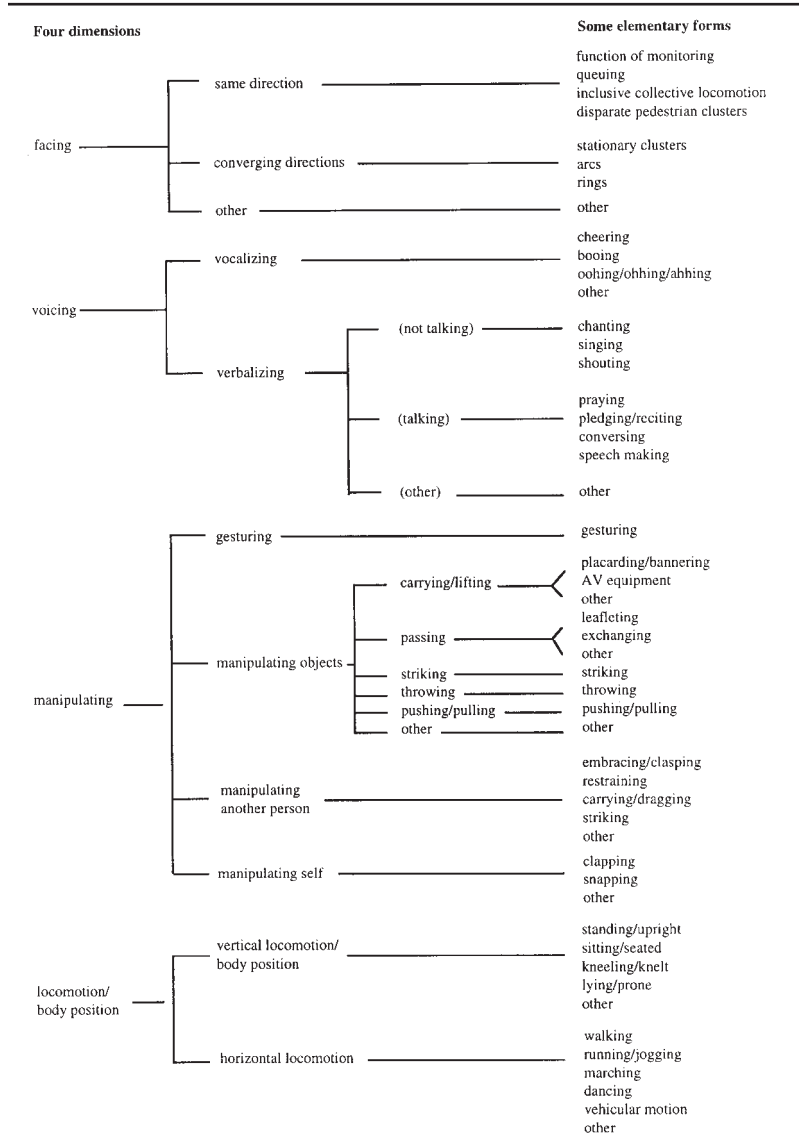 Four dimensions
Some elementary forms
facing
same direction
function of monitoring
queuing
inclusive collective locomotion
disparate pedestrian clusters
converging directions
stationary clusters
arcs
rings
other
other
voicing
vocalizing
cheering
booing
oohing/ohhing/ahhing
other
verbalizing
(not talking)
chanting
singing
shouting
(talking)
praying
pledging/reciting
conversing
speech making
(other)
other
manipulating
gesturing
gesturing
manipulating objects
carrying/lifting
placarding/bannering
AV equipment
other
passing
leafleting
exchanging
other
striking
striking
throwing
throwing
pushing/pulling
pushing/pulling
other
other
manipulating
another person
embracing/clasping
restraining
carrying/dragging
striking
other
manipulating self
clapping
snapping
other
locomotion/
body position
vertical locomotion/
body position
standing/upright
sitting/seated
kneeling/knelt
lying/prone
other
horizontal locomotion
walking
running/jogging
marching
dancing
vehicular motion
other